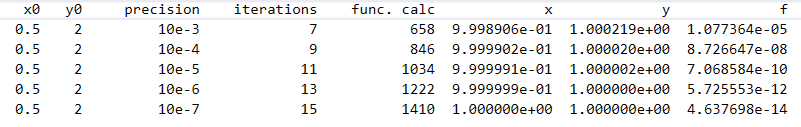 x0 y0 precision iterations func. calc x y f
0.5 2 10e-3 7 658 9.998906e-01 1.000219e+00 1.077364e-05
0.5 2 10e-4 9 846 9.999902e-01 1.000020e+00 8.726647e-08
0.5 2 10e-5 11 1034 9.999991e-01 1.000002e+00 7.068584e-10
0.5 2 10e-6 13 1222 9.999999e-01 1.000000e+00 5.725553e-12
0.5 2 10e-7 15 1410 1.000000e+00 1.000000e+00 4.637698e-14